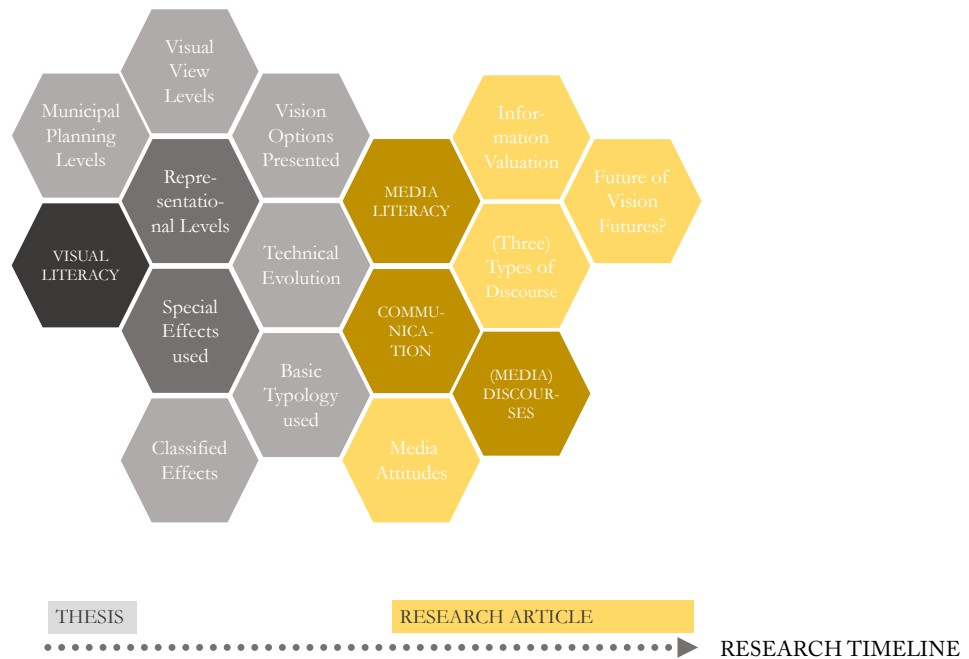 Visual
View
Levels
Municipal
Planning
Levels
Vision
Options
Presented
Infor-
mation
Valuation
Repre-
sentatio-
nal Levels
MEDIA
LITERACY
Future of
Vision
Futures?
VISUAL
LITERACY
Technical
Evolution
(Three)
Types of
Discourse
Special
Effects
used
COMMU-
NICA-
TION
Basic
Typology
used
(MEDIA)
DISCOUR-
SES
Classified
Effects
Media
Attitudes
THESIS
RESEARCH ARTICLE
RESEARCH TIMELINE